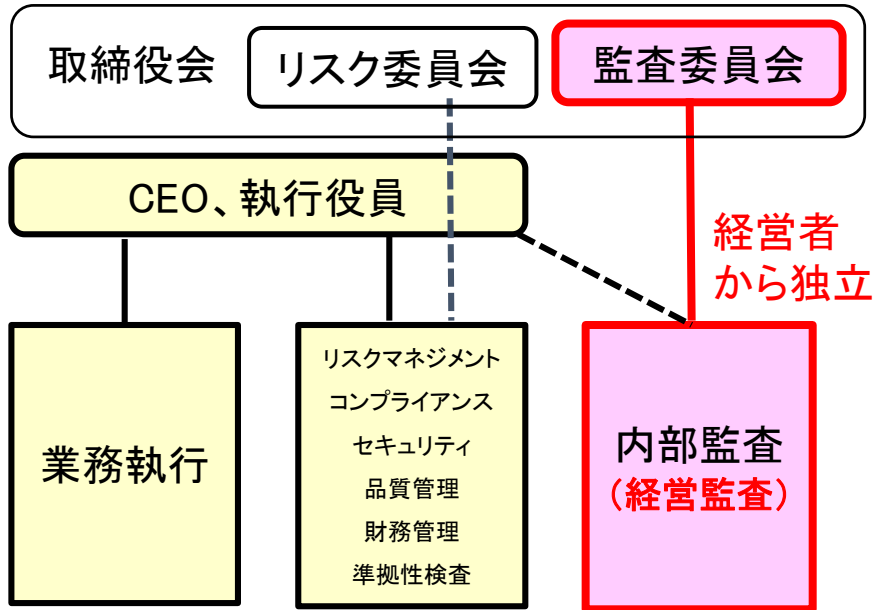 取締役会
リスク委員会
監査委員会
CEO、執行役員
経営者
から独立
業務執行
リスクマネジメント
コンプライアンス
セキュリティ
品質管理
財務管理
準拠性検査
内部監査
(経営監査)